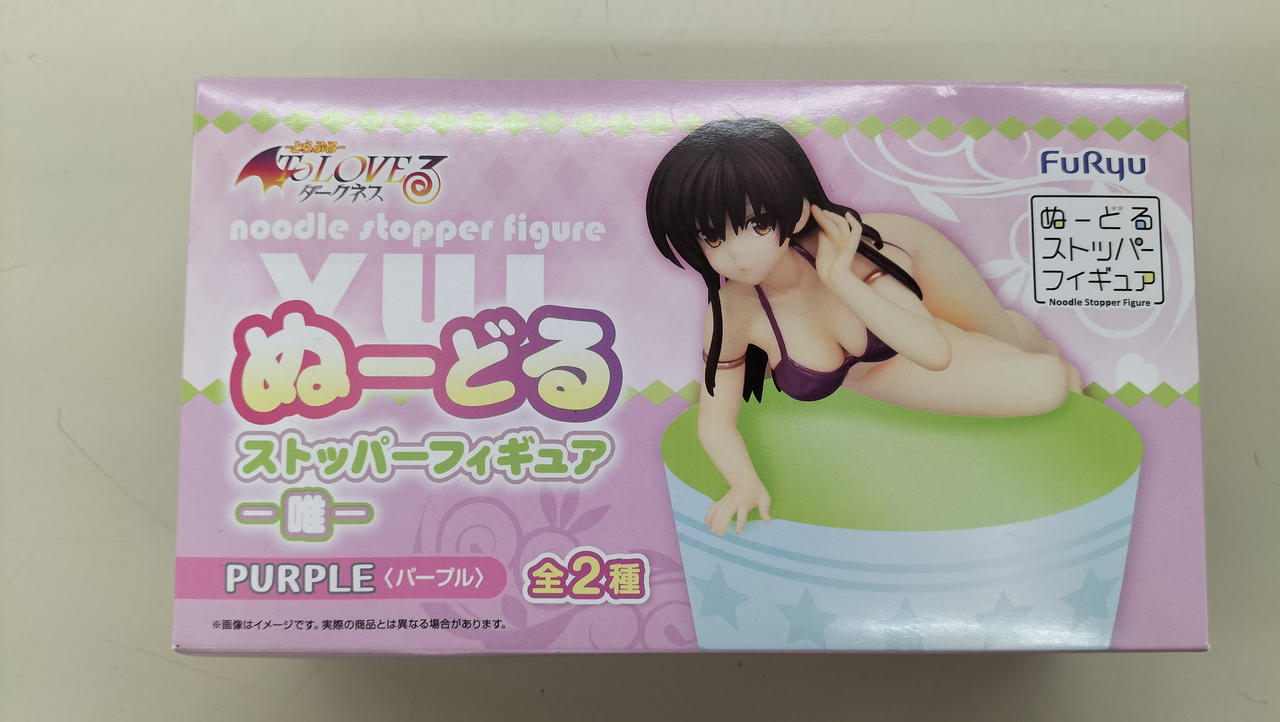 -とらぶる-
To LOVEる
ダークネス
noodle stopper figure
YUI
ぬーどる
ストッパーフィギュア
ー唯ー
PURPLE〈パープル〉
全2種
※画像はイメージです。実際の商品とは異なる場合があります。
FuRyu
ぬーどる
ストッパー
フィギュア
Noodle Stopper Figure